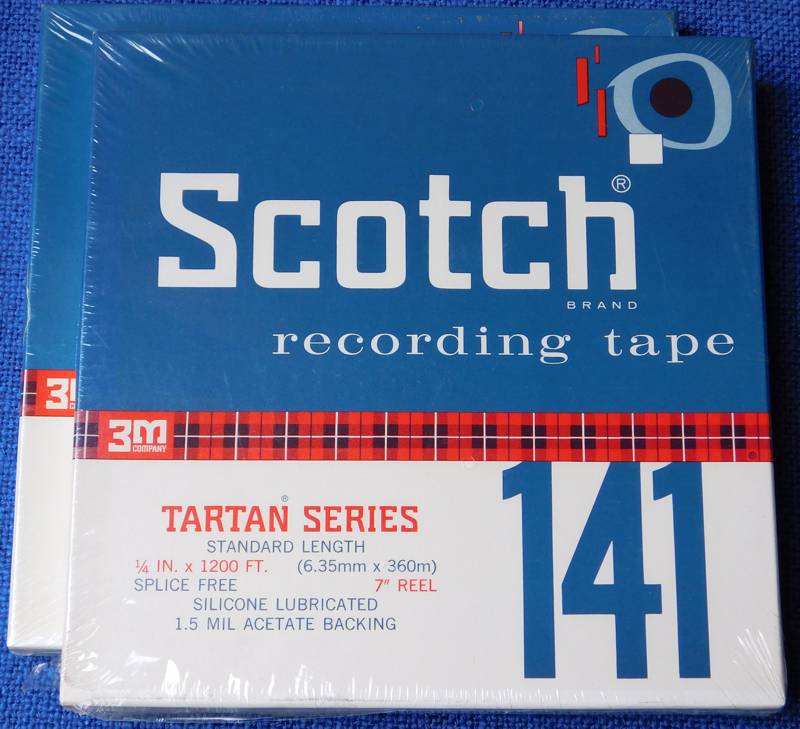 Scotch®
BRAND
recording tape
3M
COMPANY
TARTAN® SERIES
STANDARD LENGTH
¼ IN. x 1200 FT. (6.35mm x 360m)
SPLICE FREE 7" REEL
SILICONE LUBRICATED
1.5 MIL ACETATE BACKING
141
3M